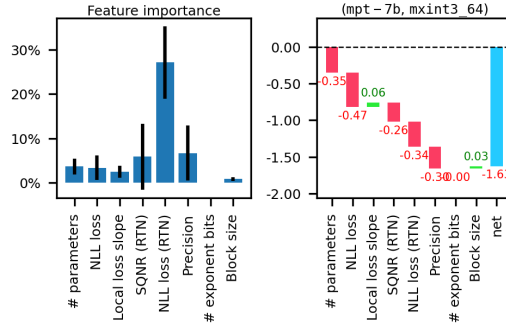 Feature importance
30%
20%
10%
0%
# parameters
NLL loss
Local loss slope
SQNR (RTN)
NLL loss (RTN)
Precision
# exponent bits
Block size
(mpt − 7b, mxint3_64)
0.00
-0.50
-1.00
-1.50
-2.00
-0.35
-0.47
0.06
-0.26
-0.34
-0.30
0.00
0.03
# parameters
NLL loss
Local loss slope
SQNR (RTN)
NLL loss (RTN)
Precision
# exponent bits
Block size
net